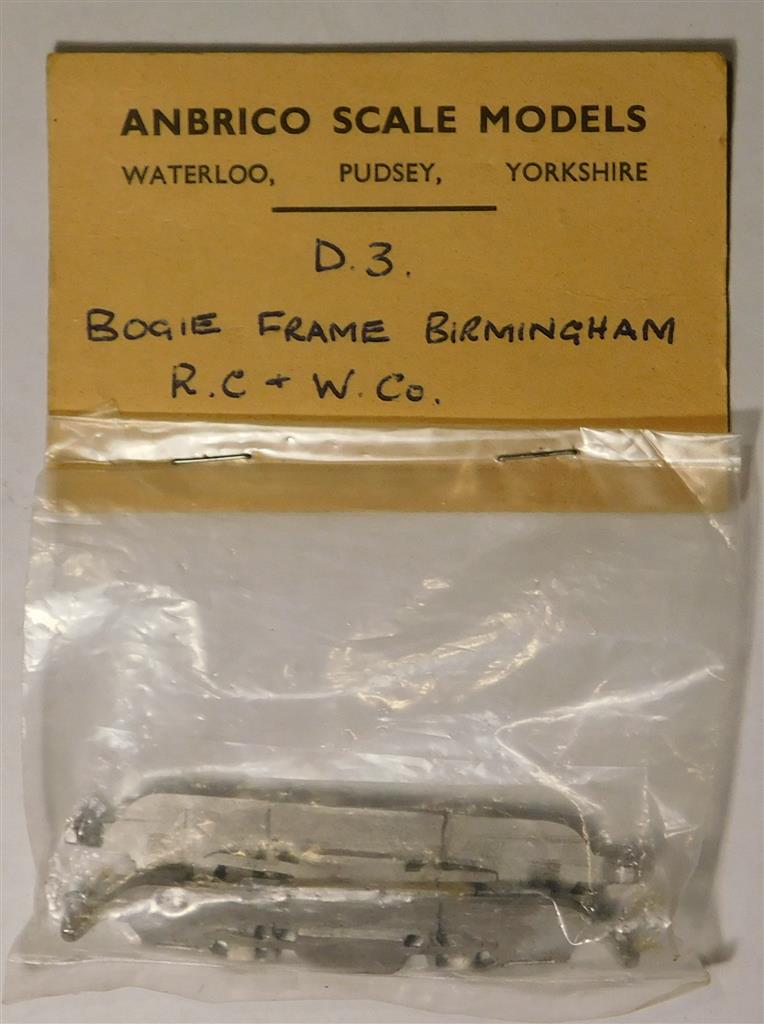 ANBRICO SCALE MODELS
WATERLOO, PUDSEY, YORKSHIRE
D.3.
BOGIE FRAME BIRMINGHAM
R.C + W.Co.